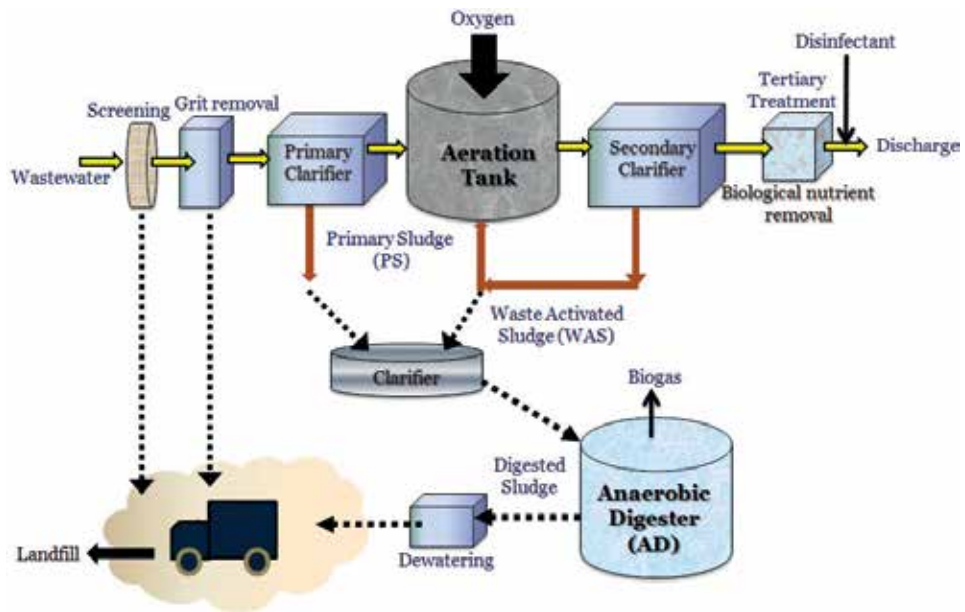 Oxygen
Disinfectant
Screening
Grit removal
Tertiary
Treatment
Wastewater
Primary
Clarifier
Aeration
Tank
Secondary
Clarifier
Discharge
Biological nutrient
removal
Primary Sludge
(PS)
Waste Activated
Sludge (WAS)
Clarifier
Biogas
Digested
Sludge
Anaerobic
Digester
(AD)
Dewatering
Landfill